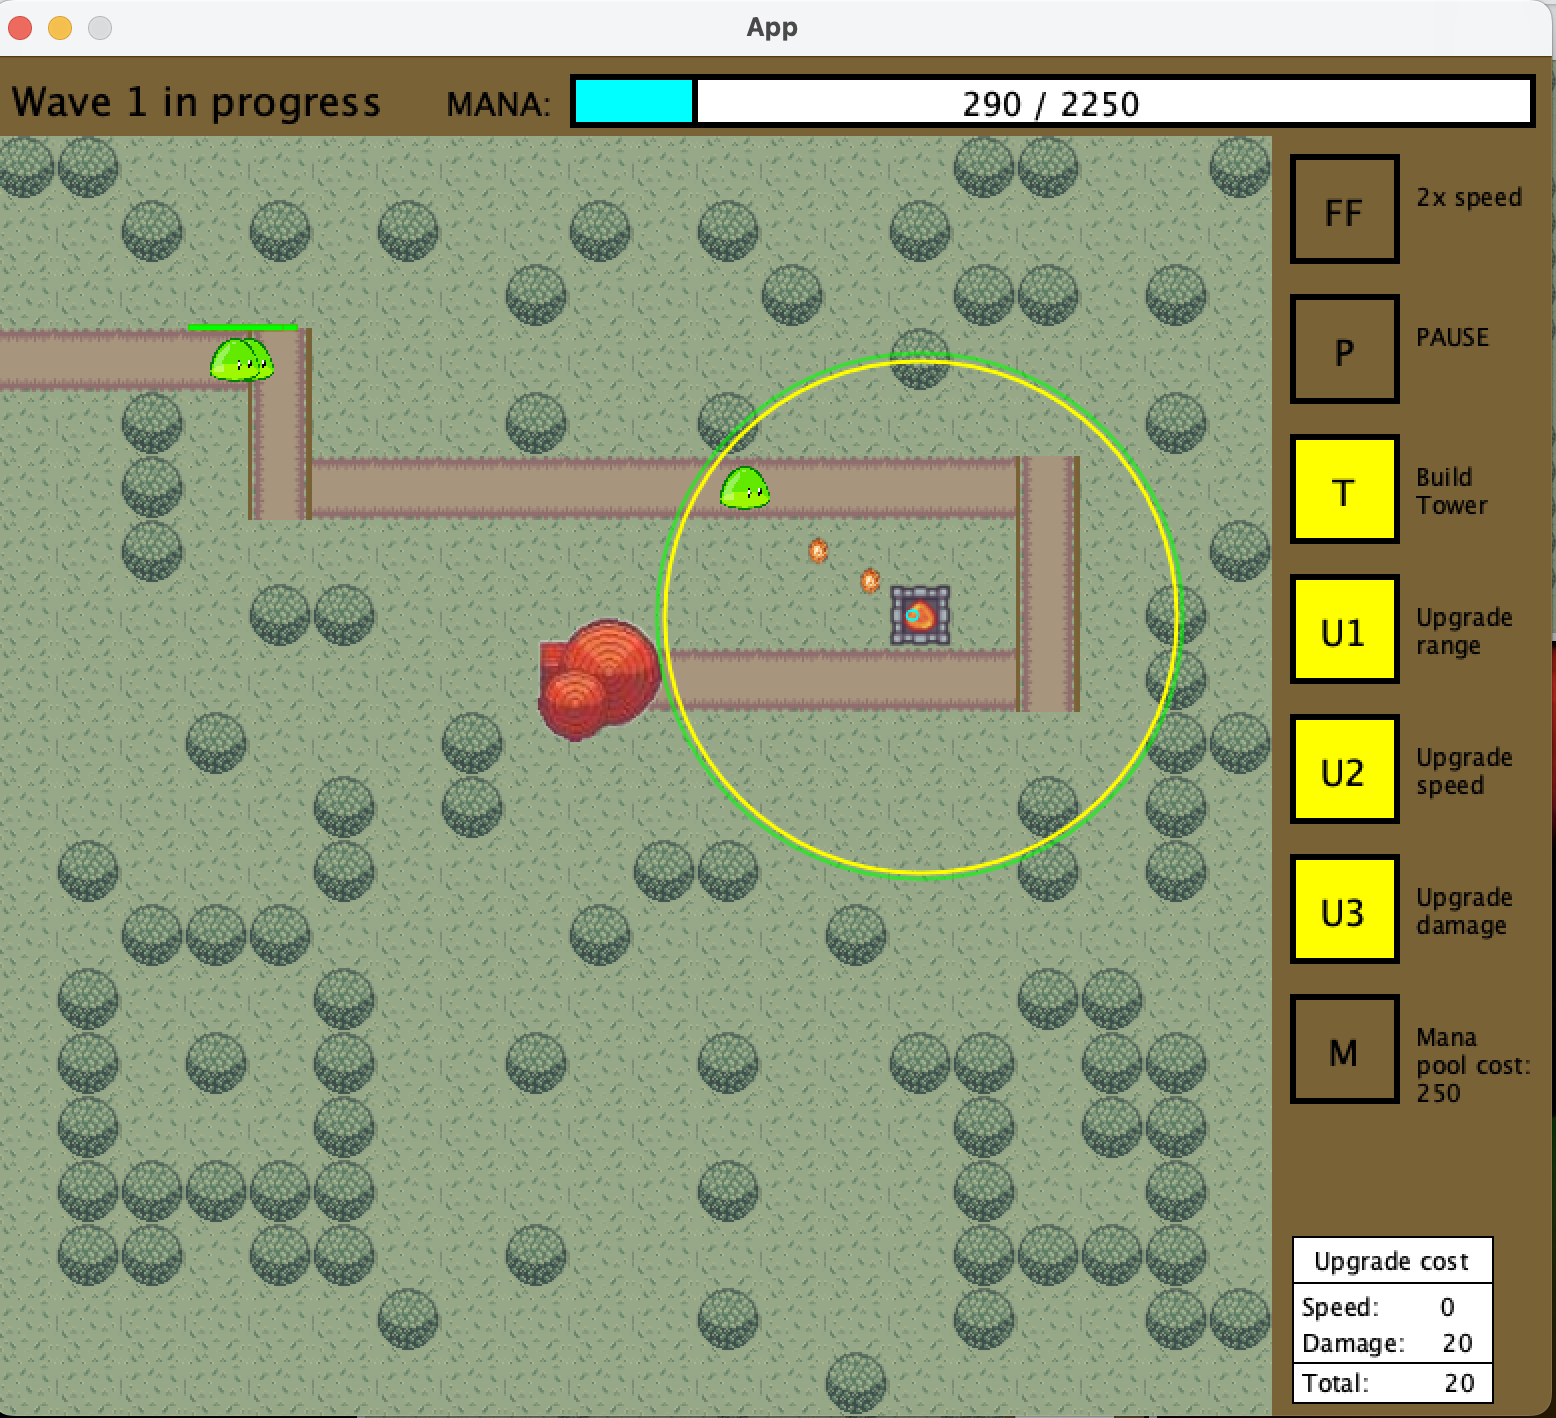 App
Wave 1 in progress
MANA:
290 / 2250
FF
2x speed
P
PAUSE
T
Build
Tower
U1
Upgrade
range
U2
Upgrade
speed
U3
Upgrade
damage
M
Mana
pool cost:
250
Upgrade cost
Speed: 0
Damage: 20
Total: 20